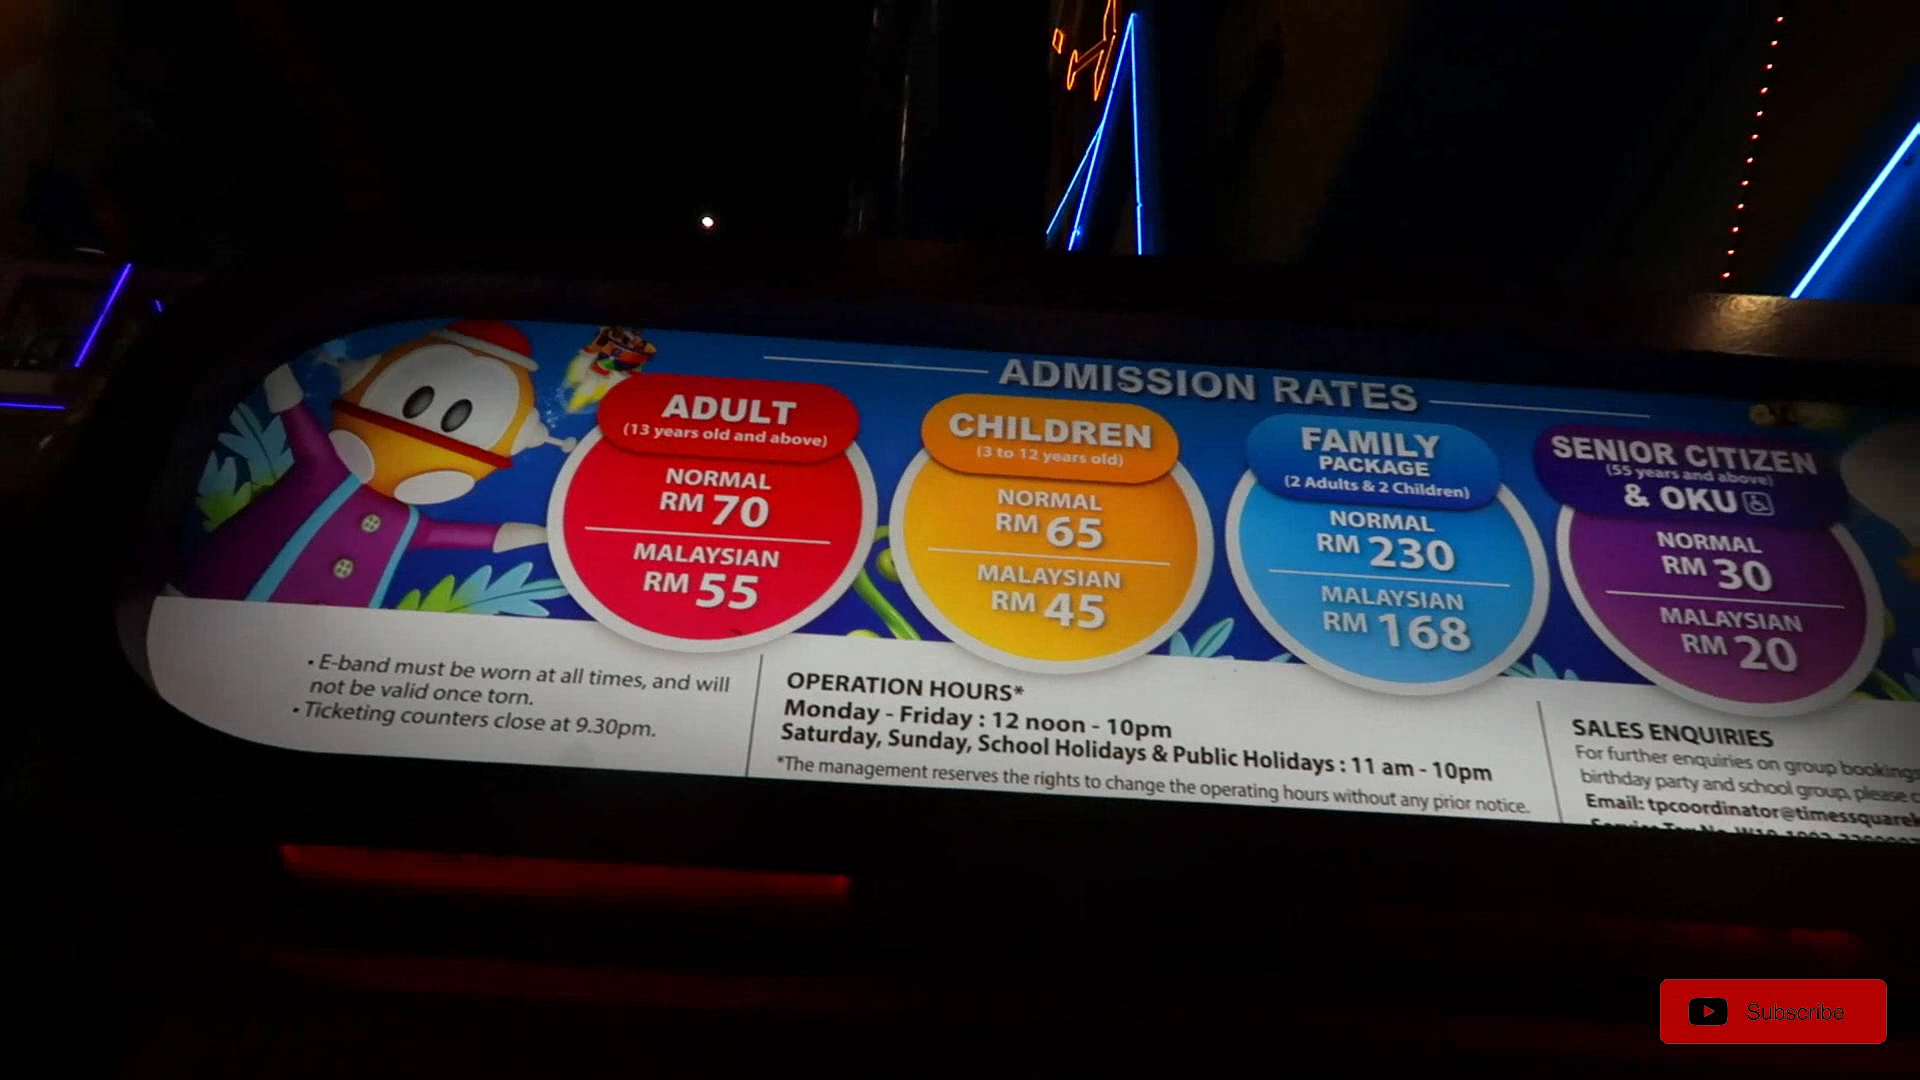 ADMISSION RATES
ADULT
(13 years old and above)
NORMAL
RM 70
MALAYSIAN
RM 55
CHILDREN
(3 to 12 years old)
NORMAL
RM 65
MALAYSIAN
RM 45
FAMILY
PACKAGE
(2 Adults & 2 Children)
NORMAL
RM 230
MALAYSIAN
RM 168
SENIOR CITIZEN
(55 years and above)
& OKU
NORMAL
RM 30
MALAYSIAN
RM 20
• E-band must be worn at all times, and will
not be valid once torn.
• Ticketing counters close at 9.30pm.
OPERATION HOURS*
Monday - Friday : 12 noon - 10pm
Saturday, Sunday, School Holidays & Public Holidays : 11 am - 10pm
*The management reserves the rights to change the operating hours without any prior notice.
SALES ENQUIRIES
For further enquiries on group bookings
birthday party and school group, please
Email: tpcoordinator@timessquare
Service Tax No.
Subscribe